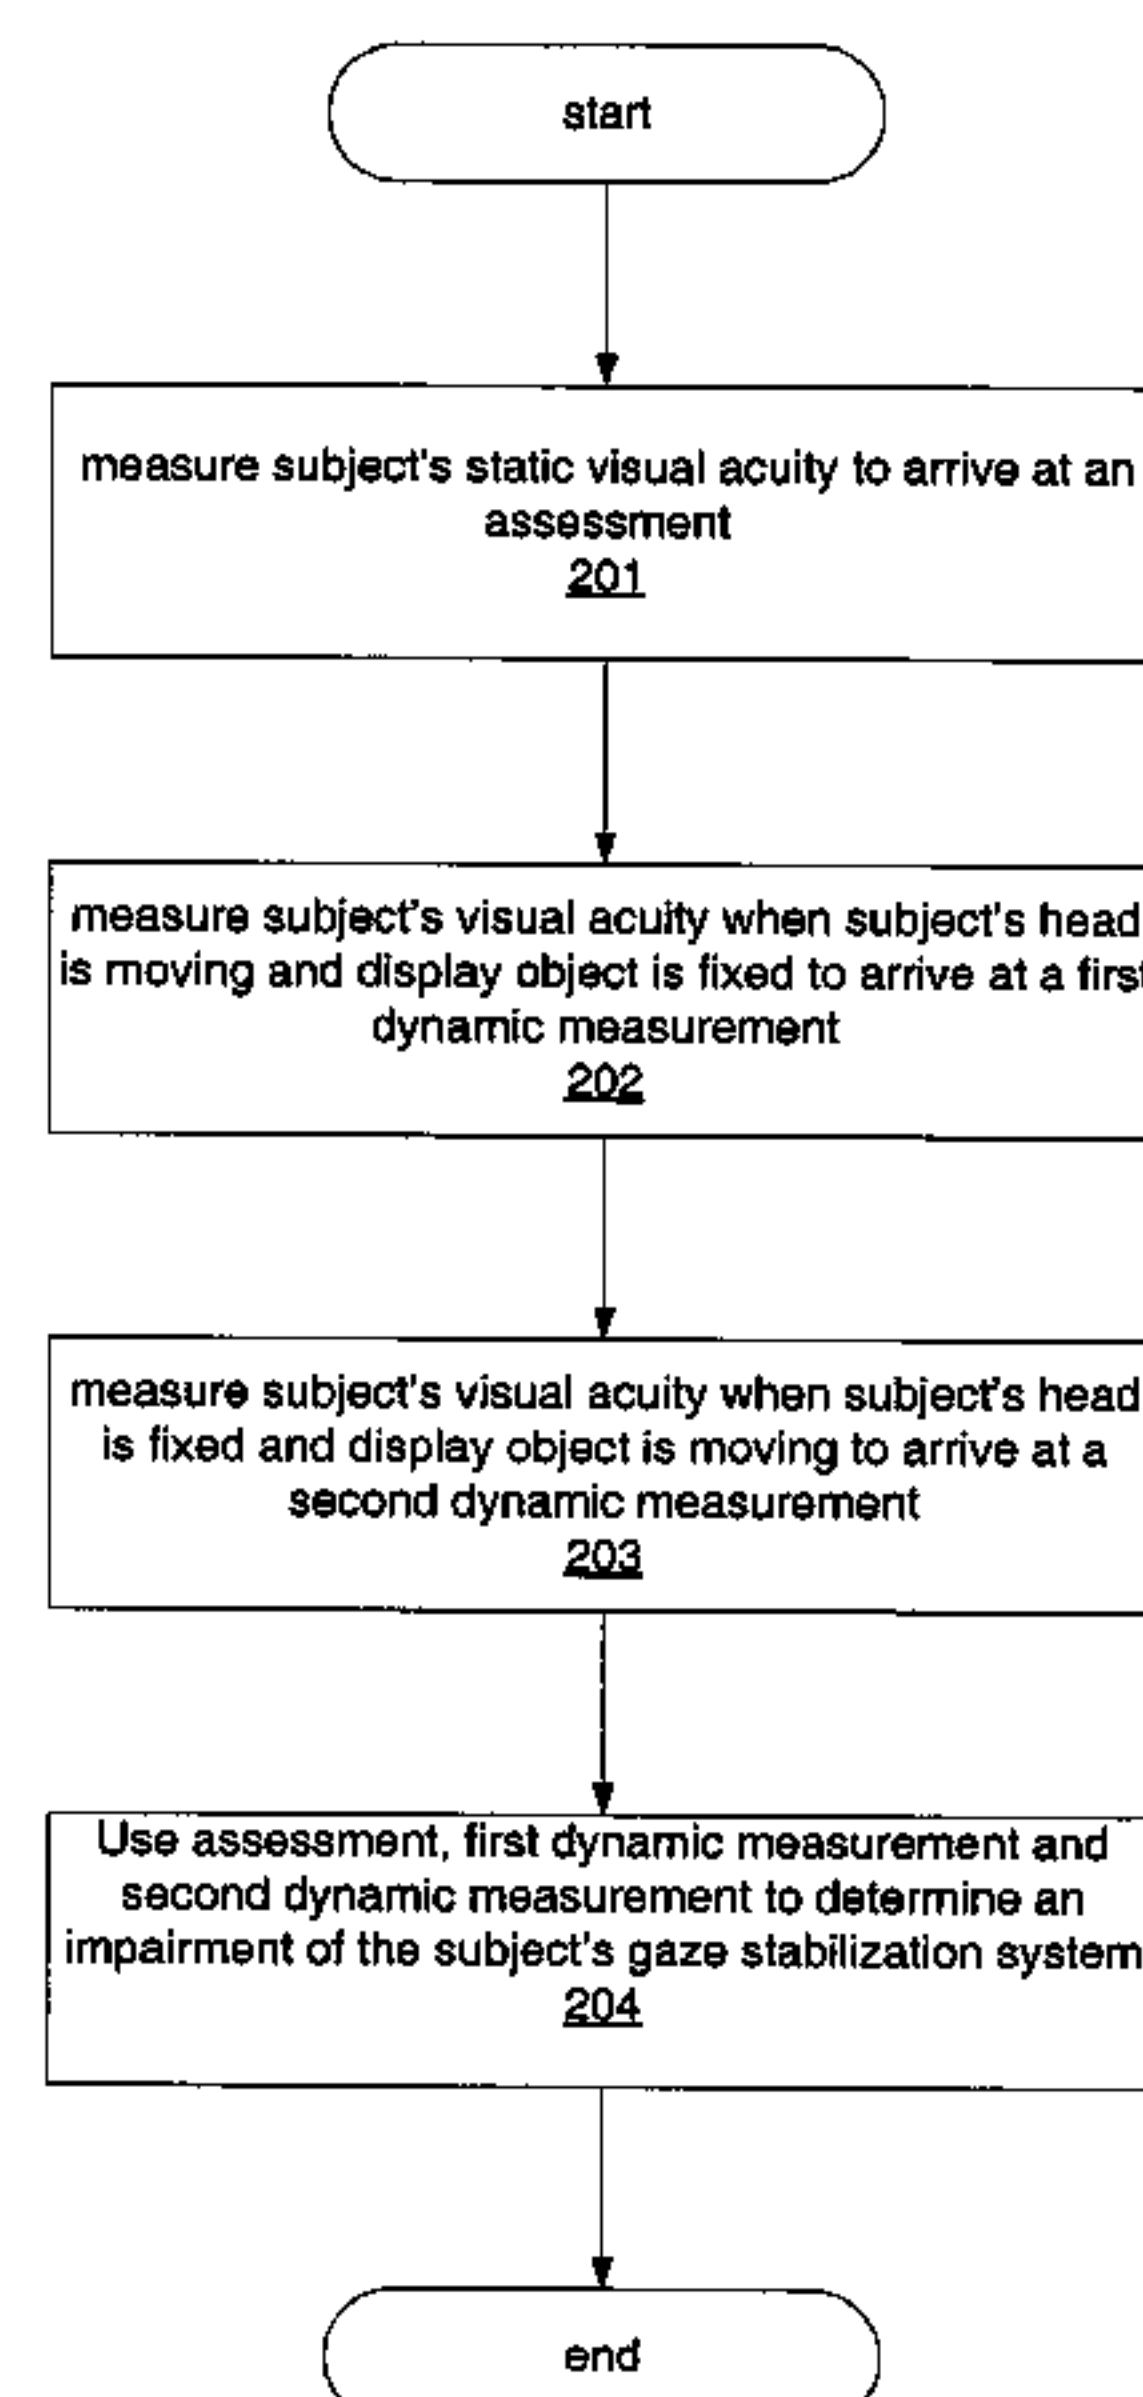 start
measure subject's static visual acuity to arrive at an
assessment
201
measure subject's visual acuity when subject's head
is moving and display object is fixed to arrive at a first
dynamic measurement
202
measure subject's visual acuity when subject's head
is fixed and display object is moving to arrive at a
second dynamic measurement
203
Use assessment, first dynamic measurement and
second dynamic measurement to determine an
impairment of the subject's gaze stabilization system
204
end